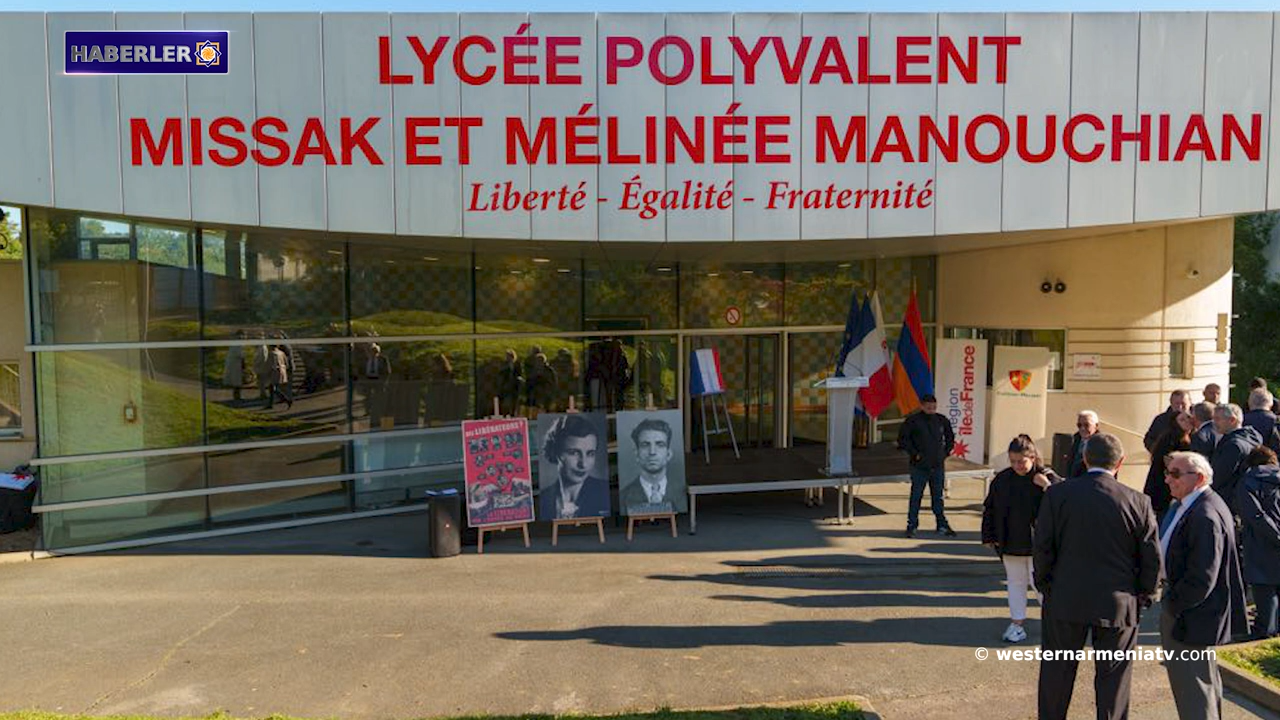 HABERLER
LYCÉE POLYVALENT
MISSAK ET MÉLINÉE MANOUCHIAN
Liberté - Égalité - Fraternité
région
îledeFrance
© westernarmeniatv.com